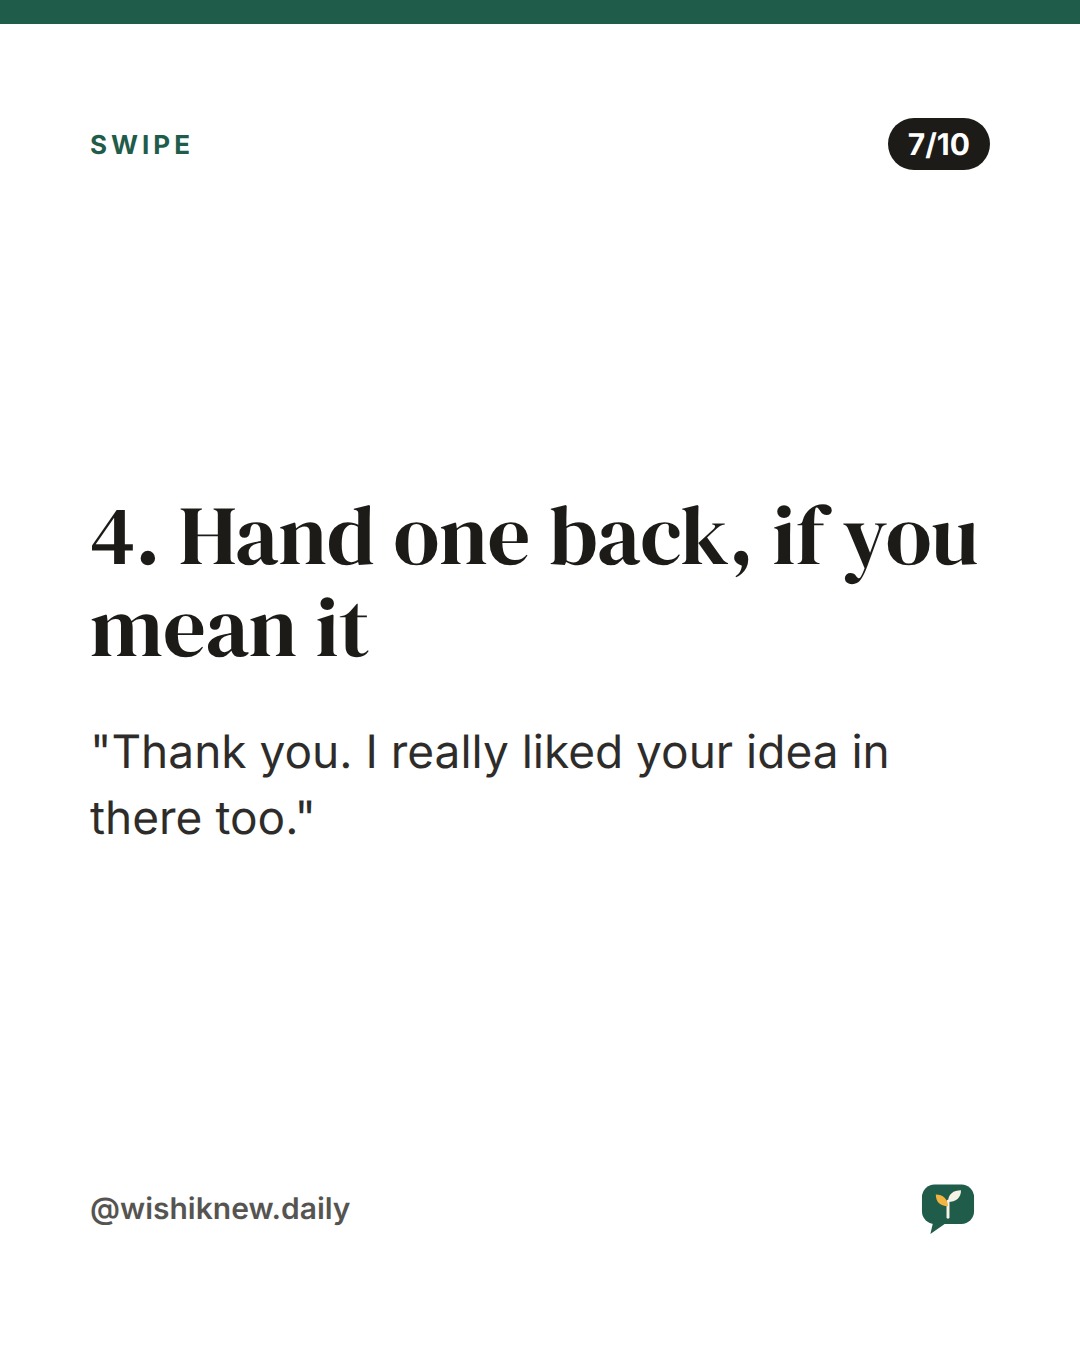 SWIPE
7/10
4. Hand one back, if you
mean it
"Thank you. I really liked your idea in
there too."
@wishiknew.daily